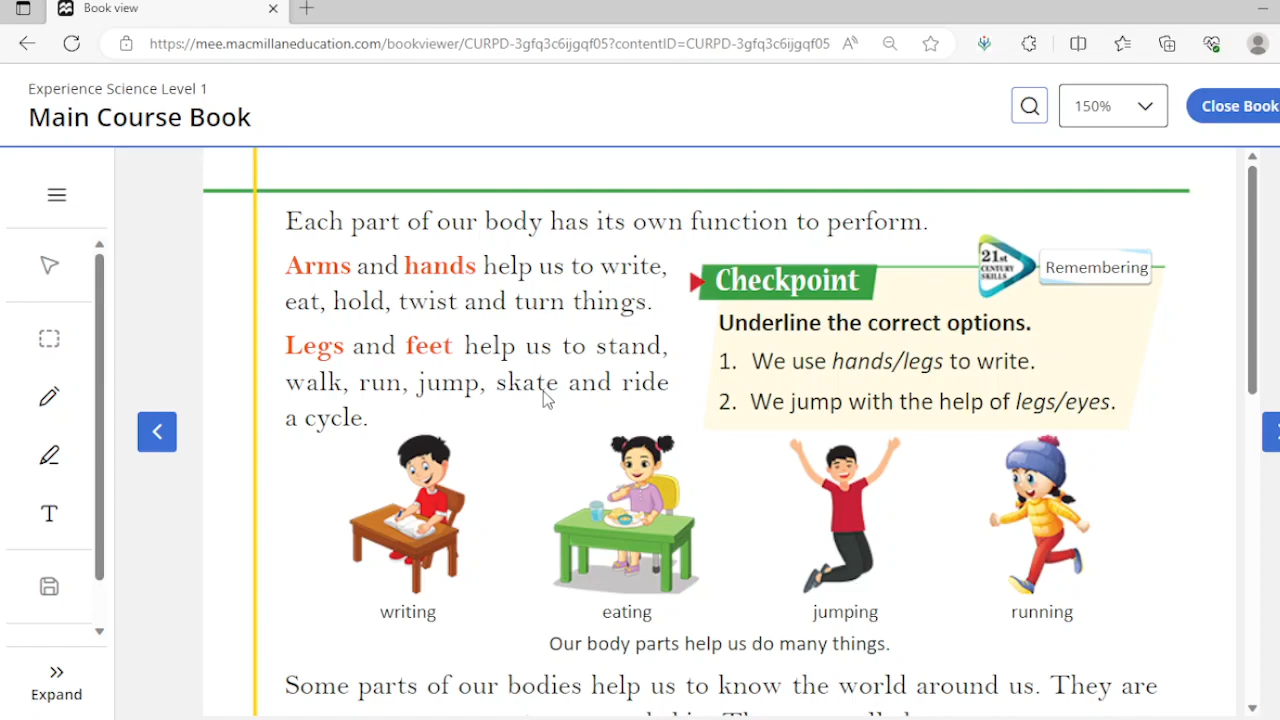 Book view
https://mee.macmillaneducation.com/bookviewer/CURPD-3gfq3c6ijgqf05?contentID=CURPD-3gfq3c6ijgqf05
Experience Science Level 1
Main Course Book
150%
Close Book
Each part of our body has its own function to perform.
Arms and hands help us to write,
eat, hold, twist and turn things.
Legs and feet help us to stand,
walk, run, jump, skate and ride
a cycle.
21st
CENTURY
SKILLS
Remembering
Checkpoint
Underline the correct options.
1. We use hands/legs to write.
2. We jump with the help of legs/eyes.
writing
eating
jumping
running
Our body parts help us do many things.
Some parts of our bodies help us to know the world around us. They are
Expand